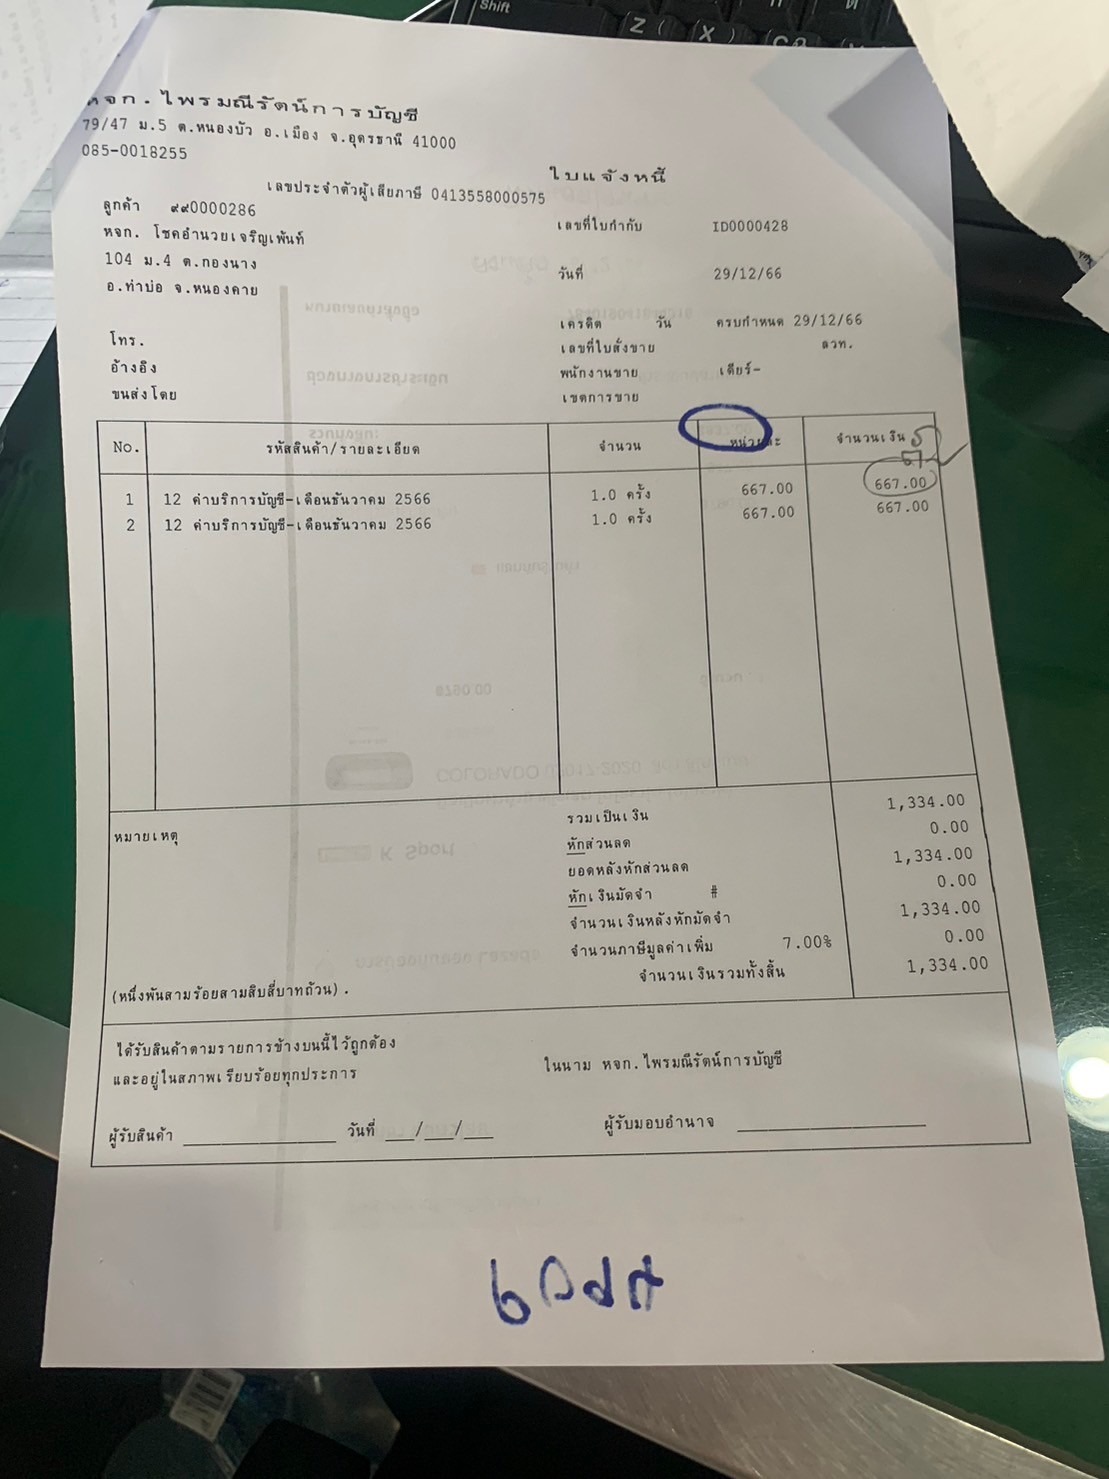 หจก. ไพรมณีรัตน์การบัญชี
79/47 ม.5 ต.หนองบัว อ.เมือง จ.อุดรธานี 41000
085-0018255
ใบแจ้งหนี้
เลขประจำตัวผู้เสียภาษี 0413558000575
ลูกค้า ๙๙0000286
เลขที่ใบกำกับ ID0000428
หจก. โชคอำนวยเจริญเพ้นท์
104 ม.4 ต.กองนาง
วันที่ 29/12/66
อ.ท่าบ่อ จ.หนองคาย
เครดิต วัน ครบกำหนด 29/12/66
โทร.
เลขที่ใบสั่งขาย ลวท.
อ้างอิง
พนักงานขาย เดียร์-
ขนส่งโดย
เขตการขาย
No. รหัสสินค้า/รายละเอียด จำนวน หน่วยละ จำนวนเงิน
1 12 ค่าบริการบัญชี-เดือนธันวาคม 2566 1.0 ครั้ง 667.00 667.00
2 12 ค่าบริการบัญชี-เดือนธันวาคม 2566 1.0 ครั้ง 667.00 667.00
หมายเหตุ
รวมเป็นเงิน 1,334.00
หักส่วนลด 0.00
ยอดหลังหักส่วนลด 1,334.00
หักเงินมัดจำ # 0.00
จำนวนเงินหลังหักมัดจำ 1,334.00
จำนวนภาษีมูลค่าเพิ่ม 7.00% 0.00
จำนวนเงินรวมทั้งสิ้น 1,334.00
(หนึ่งพันสามร้อยสามสิบสี่บาทถ้วน).
ได้รับสินค้าตามรายการข้างบนนี้ไว้ถูกต้อง
และอยู่ในสภาพเรียบร้อยทุกประการ
ในนาม หจก.ไพรมณีรัตน์การบัญชี
ผู้รับสินค้า วันที่ __/__/__
ผู้รับมอบอำนาจ